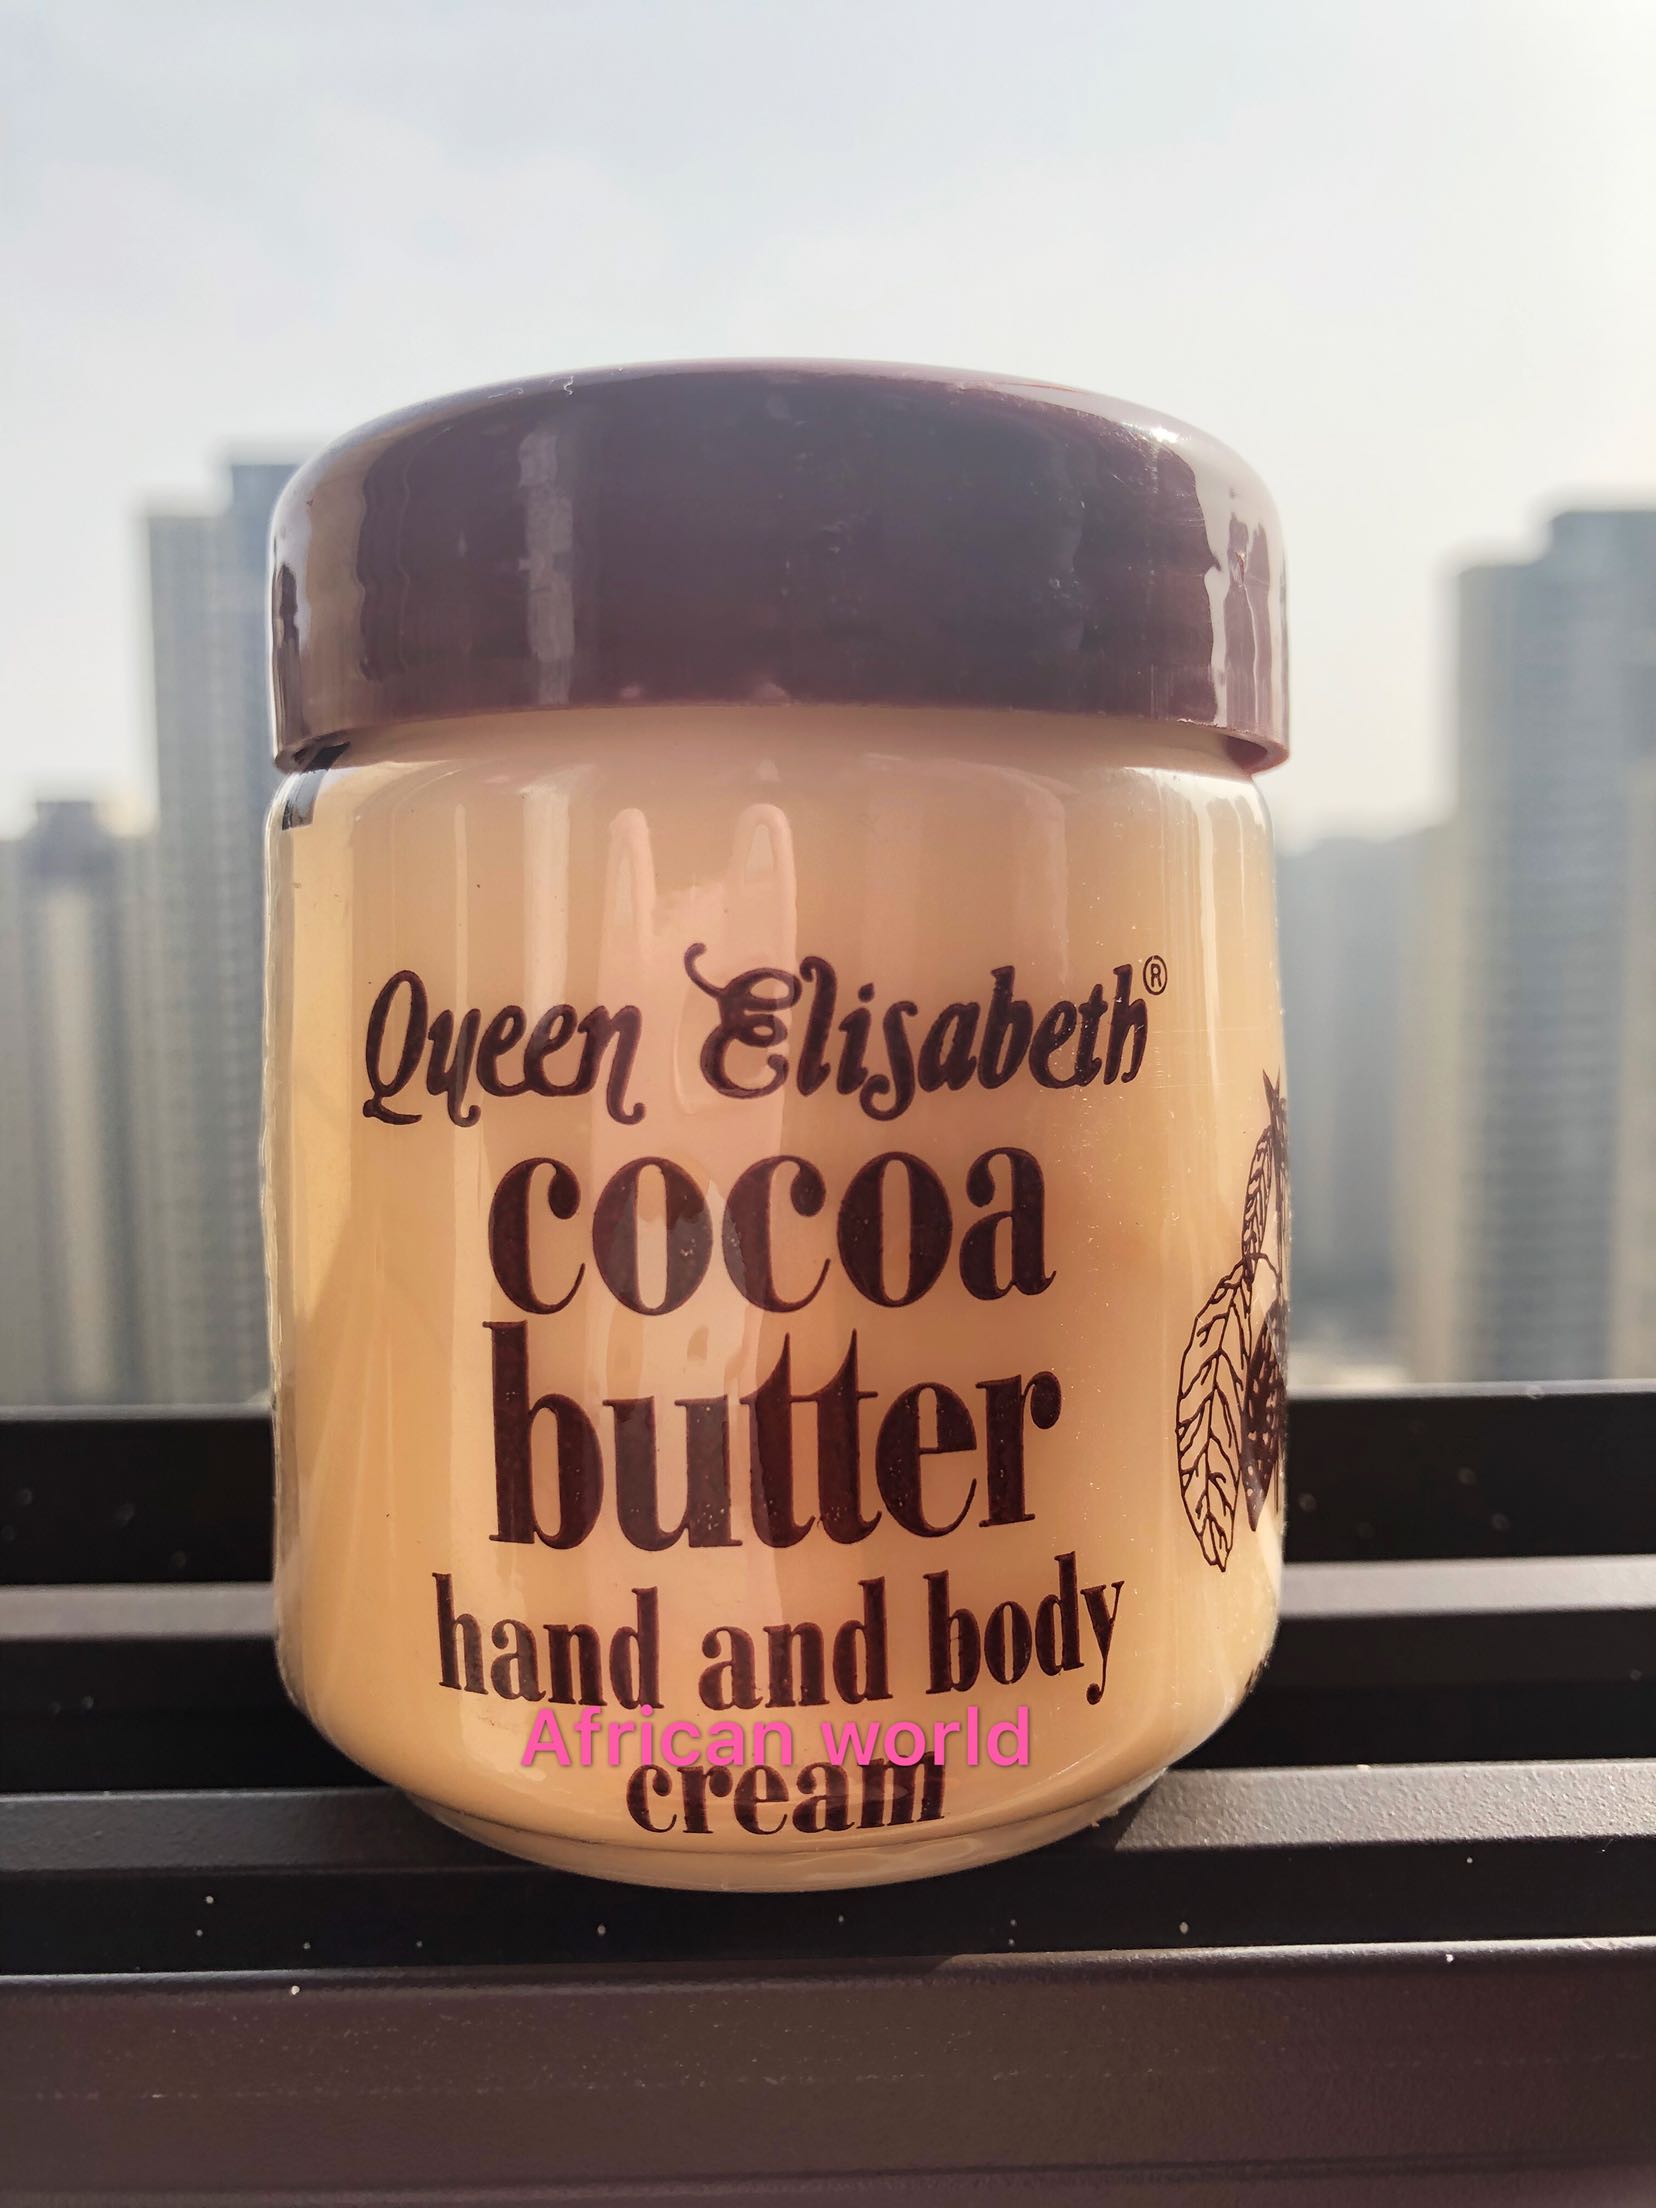 Queen Elisabeth®
cocoa
butter
hand and body
African world
cream